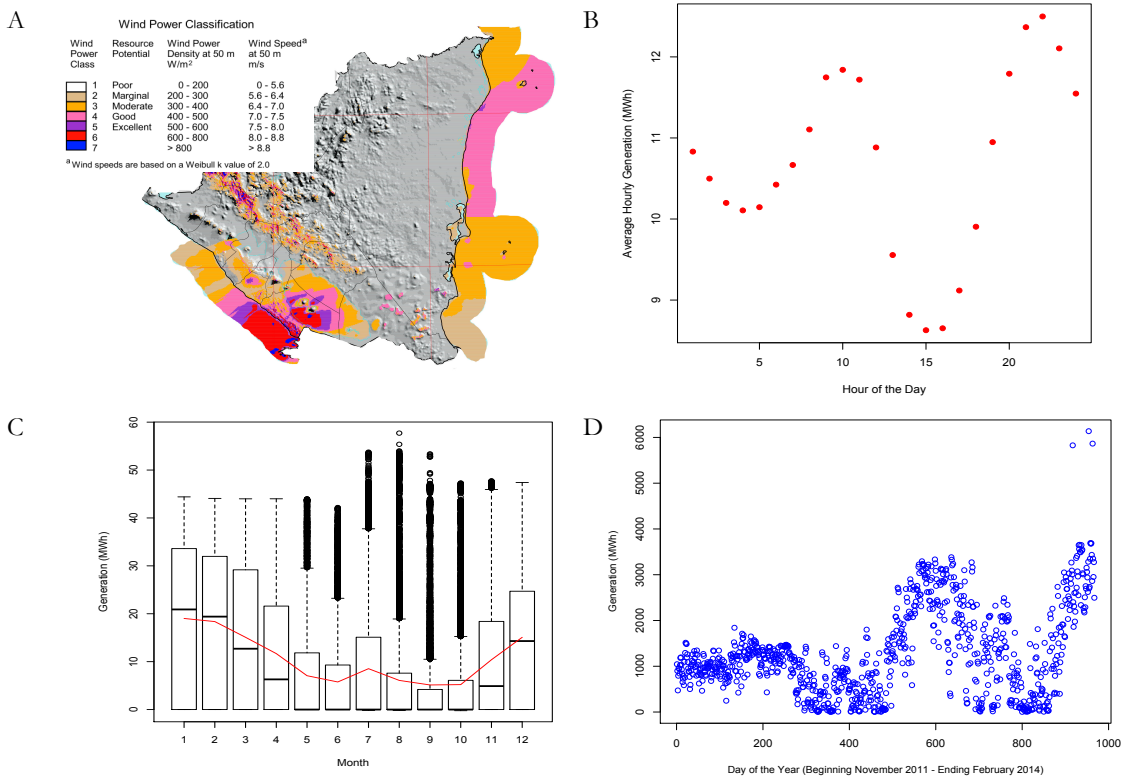 A
Wind Power Classification
Wind Power Class Resource Potential Wind Power Density at 50 m W/m² Wind Speedᵃ at 50 m m/s
1 Poor 0 - 200 0 - 5.6
2 Marginal 200 - 300 5.6 - 6.4
3 Moderate 300 - 400 6.4 - 7.0
4 Good 400 - 500 7.0 - 7.5
5 Excellent 500 - 600 7.5 - 8.0
6 600 - 800 8.0 - 8.8
7 > 800 > 8.8
ᵃ Wind speeds are based on a Weibull k value of 2.0
B
Average Hourly Generation (MWh)
12
11
10
9
5 10 15 20
Hour of the Day
C
Generation (MWh)
60
50
40
30
20
10
0
1 2 3 4 5 6 7 8 9 10 11 12
Month
D
Generation (MWh)
6000
5000
4000
3000
2000
1000
0
0 200 400 600 800 1000
Day of the Year (Beginning November 2011 - Ending February 2014)